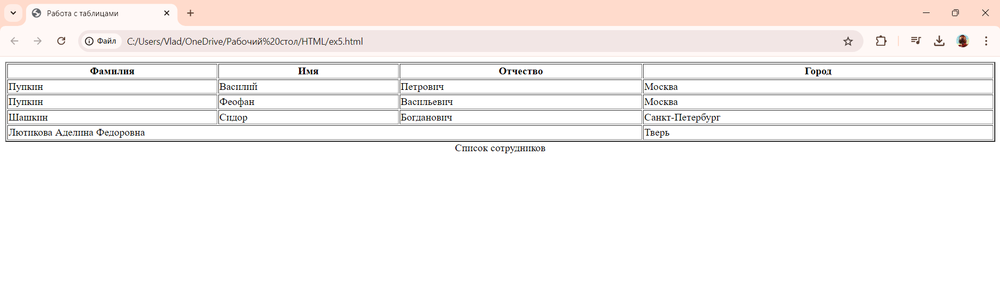 Работа с таблицами
Файл C:/Users/Vlad/OneDrive/Рабочий%20стол/HTML/ex5.html
Фамилия Имя Отчество Город
Пупкин Василий Петрович Москва
Пупкин Феофан Васильевич Москва
Шашкин Сидор Богданович Санкт-Петербург
Лютикова Аделина Федоровна Тверь
Список сотрудников